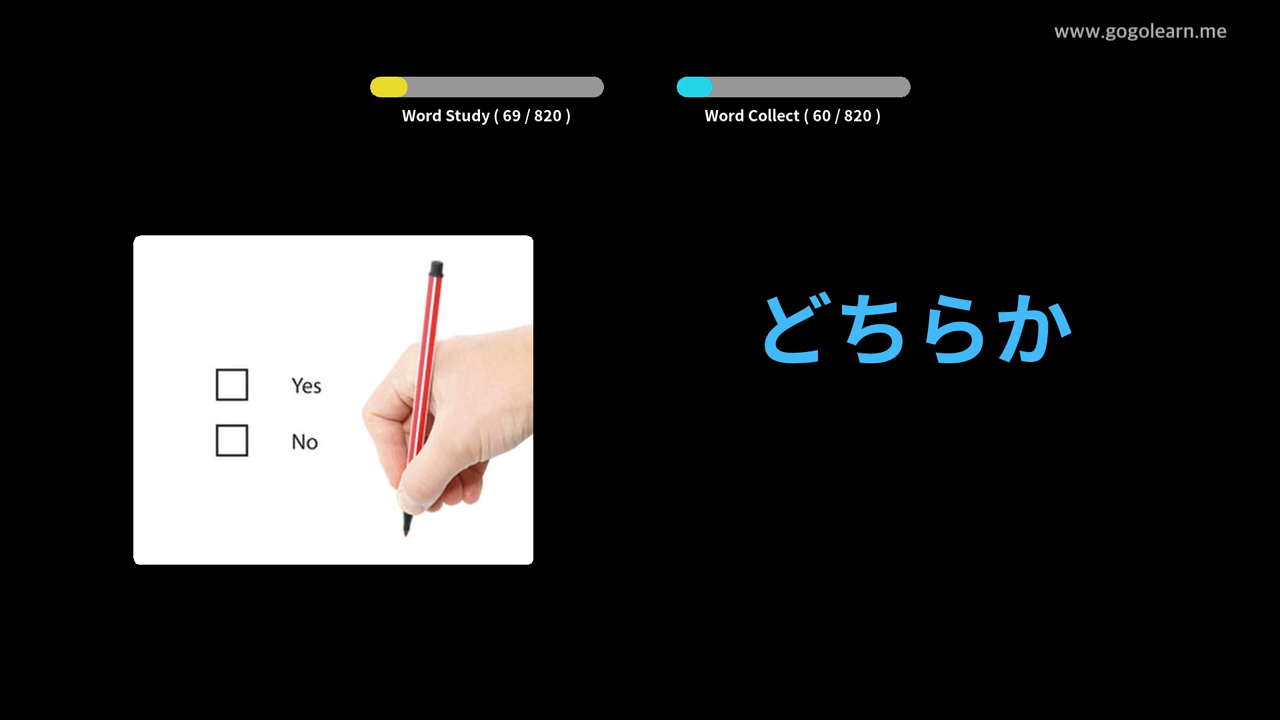 www.gogolearn.me
Word Study ( 69 / 820 )
Word Collect ( 60 / 820 )
Yes
No
どちらか